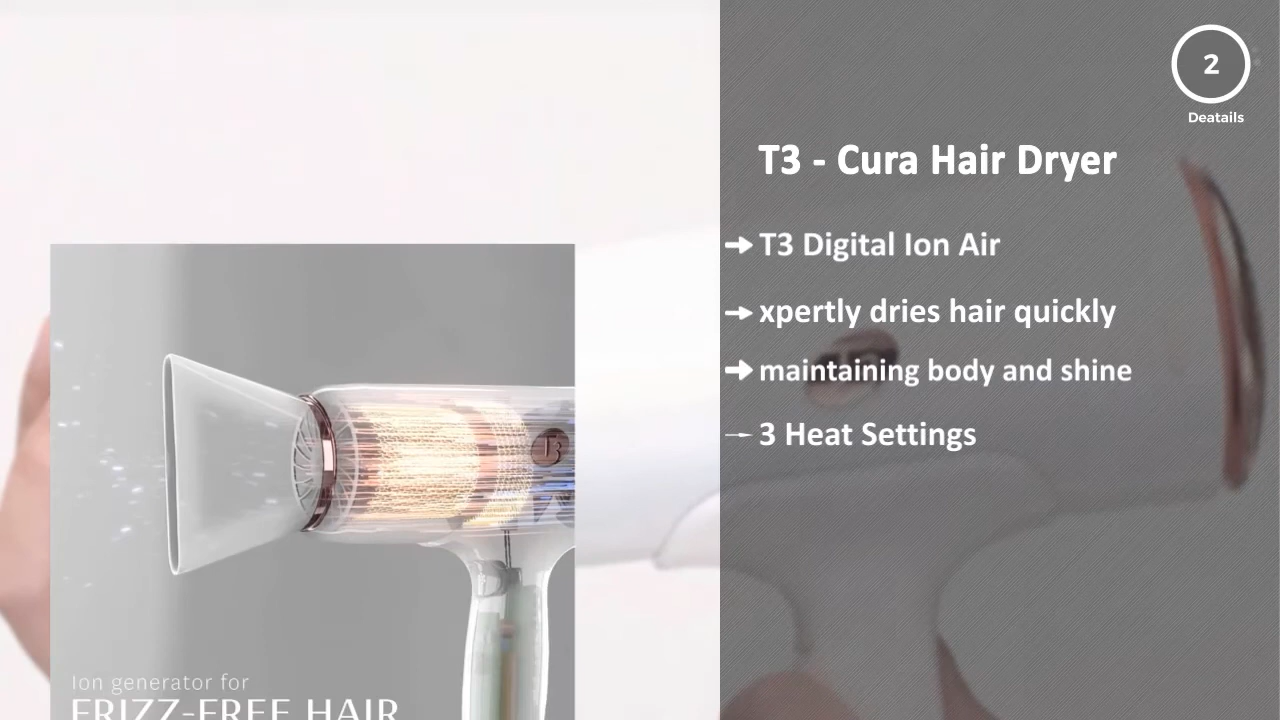 2
Deatails
T3 - Cura Hair Dryer
T3 Digital Ion Air
xpertly dries hair quickly
maintaining body and shine
3 Heat Settings
T3
Ion generator for
FRIZZ-FREE HAIR